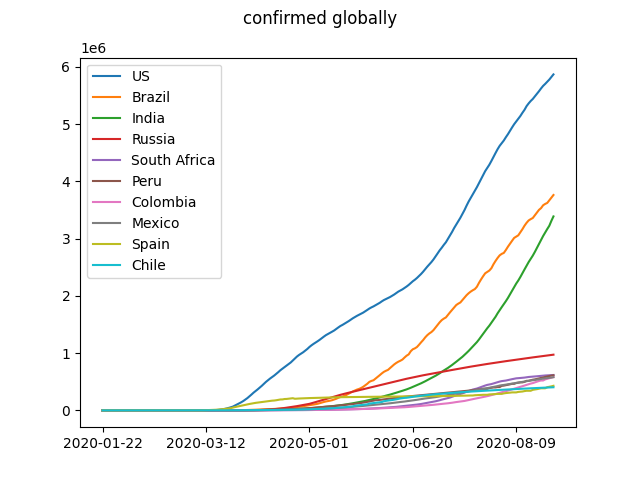 confirmed globally
1e6
6
5
4
3
2
1
0
US
Brazil
India
Russia
South Africa
Peru
Colombia
Mexico
Spain
Chile
2020-01-22 2020-03-12 2020-05-01 2020-06-20 2020-08-09